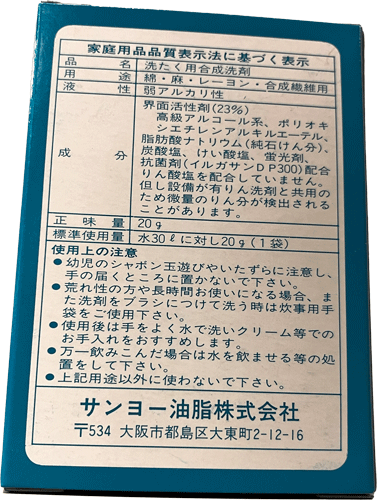 家庭用品品質表示法に基づく表示
品名 洗たく用合成洗剤
用途 綿・麻・レーヨン・合成繊維用
液性 弱アルカリ性
成分 界面活性剤(23%)
高級アルコール系、ポリオキ
シエチレンアルキルエーテル、
脂肪酸ナトリウム(純石けん分)、
炭酸塩、けい酸塩、蛍光剤、
抗菌剤(イルガサンDP300)配合
りん酸塩を配合していません。
但し設備が有りん洗剤と共用の
ため微量のりん分が検出される
ことがあります。
正味量 20g
標準使用量 水30ℓに対し20g(1袋)
使用上の注意
●幼児のシャボン玉遊びやいたずらに注意し、
手の届くところに置かないで下さい。
●荒れ性の方や長時間お使いになる場合、ま
た洗剤をブラシにつけて洗う時は炊事用手
袋をご使用下さい。
●使用後は手をよく水で洗いクリーム等での
お手入れをおすすめします。
●万一飲みこんだ場合は水を飲ませる等の処
置をして下さい。
●上記用途以外に使わないで下さい。
サンヨー油脂株式会社
〒534 大阪市都島区大東町2-12-16